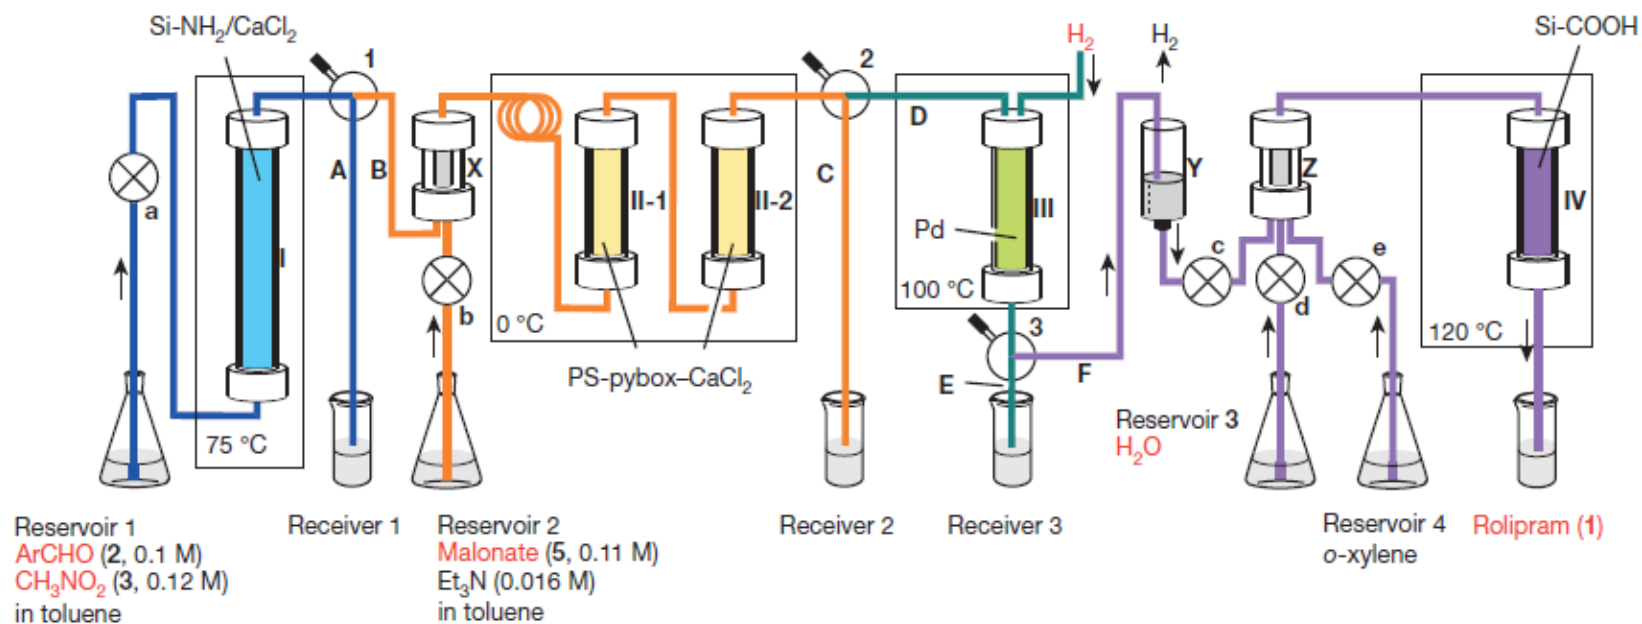 Si-NH₂/CaCl₂
1
2
H₂
H₂
Si-COOH
a
I
A
B
X
II-1
II-2
C
D
III
Pd
100 °C
Y
Z
IV
c
e
d
b
0 °C
3
120 °C
PS-pybox–CaCl₂
E
F
75 °C
Reservoir 3
H₂O
Reservoir 1
ArCHO (2, 0.1 M)
CH₃NO₂ (3, 0.12 M)
in toluene
Receiver 1
Reservoir 2
Malonate (5, 0.11 M)
Et₃N (0.016 M)
in toluene
Receiver 2
Receiver 3
Reservoir 4
o-xylene
Rolipram (1)